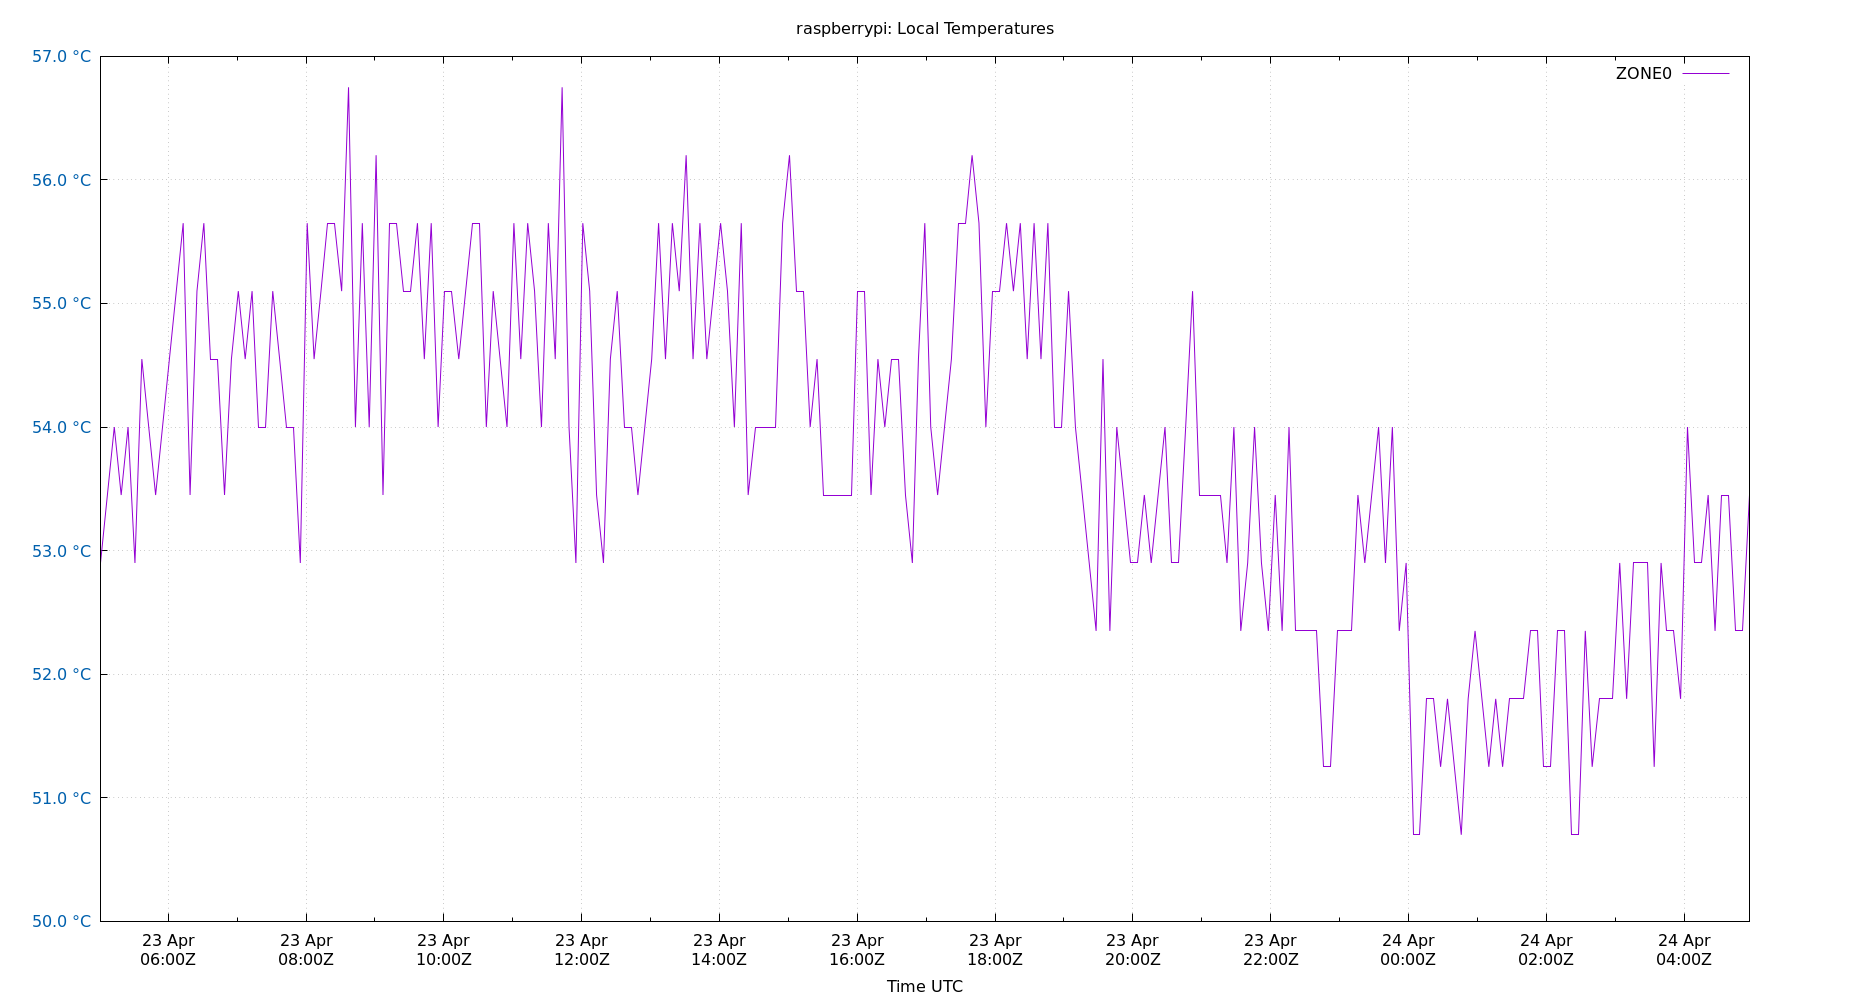 raspberrypi: Local Temperatures
57.0 °C
ZONE0
56.0 °C
55.0 °C
54.0 °C
53.0 °C
52.0 °C
51.0 °C
50.0 °C
23 Apr 23 Apr 23 Apr 23 Apr 23 Apr 23 Apr 23 Apr 23 Apr 23 Apr 24 Apr 24 Apr 24 Apr
06:00Z 08:00Z 10:00Z 12:00Z 14:00Z 16:00Z 18:00Z 20:00Z 22:00Z 00:00Z 02:00Z 04:00Z
Time UTC